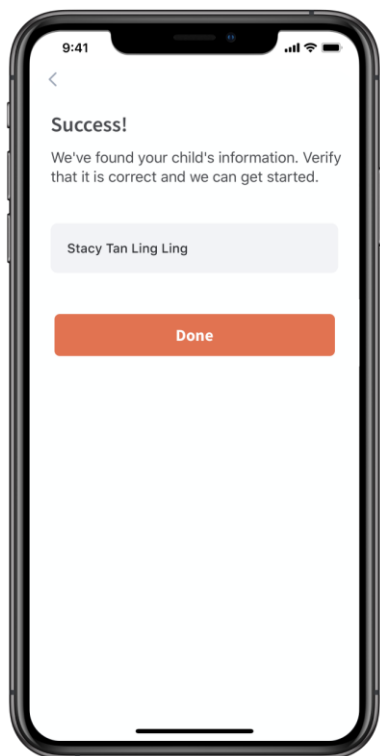 9:41
Success!
We've found your child's information. Verify
that it is correct and we can get started.
Stacy Tan Ling Ling
Done